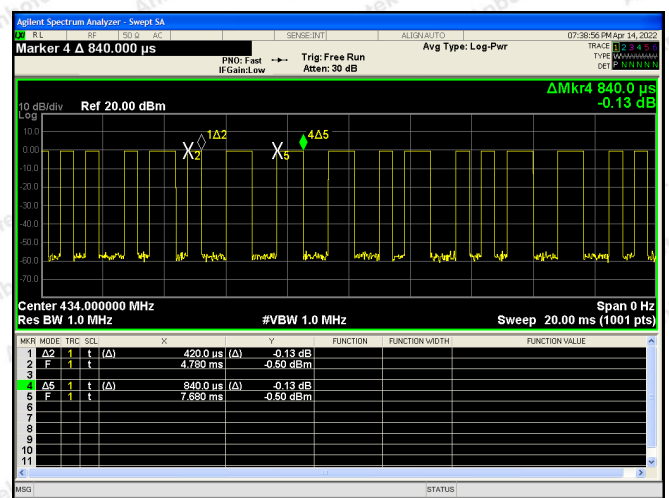 Agilent Spectrum Analyzer - Swept SA
LXI RL RF 50 Ω AC SENSE:INT ALIGN AUTO 07:38:56 PM Apr 14, 2022
Marker 4 Δ 840.000 µs
PNO: Fast Trig: Free Run Avg Type: Log-Pwr TRACE 1 2 3 4 5 6
IFGain:Low Atten: 30 dB TYPE W
DET P N N N N N
ΔMkr4 840.0 µs
-0.13 dB
10 dB/div Ref 20.00 dBm
Log
10.0
0.00
-10.0
-20.0
-30.0
-40.0
-50.0
-60.0
-70.0
1Δ2
X2
4Δ5
X5
Center 434.000000 MHz Span 0 Hz
Res BW 1.0 MHz #VBW 1.0 MHz Sweep 20.00 ms (1001 pts)
MKR MODE TRC SCL X Y FUNCTION FUNCTION WIDTH FUNCTION VALUE
1 Δ2 1 t (Δ) 420.0 µs (Δ) -0.13 dB
2 F 1 t 4.780 ms -0.50 dBm
3
4 Δ5 1 t (Δ) 840.0 µs (Δ) -0.13 dB
5 F 1 t 7.680 ms -0.50 dBm
6
7
8
9
10
11
MSG STATUS